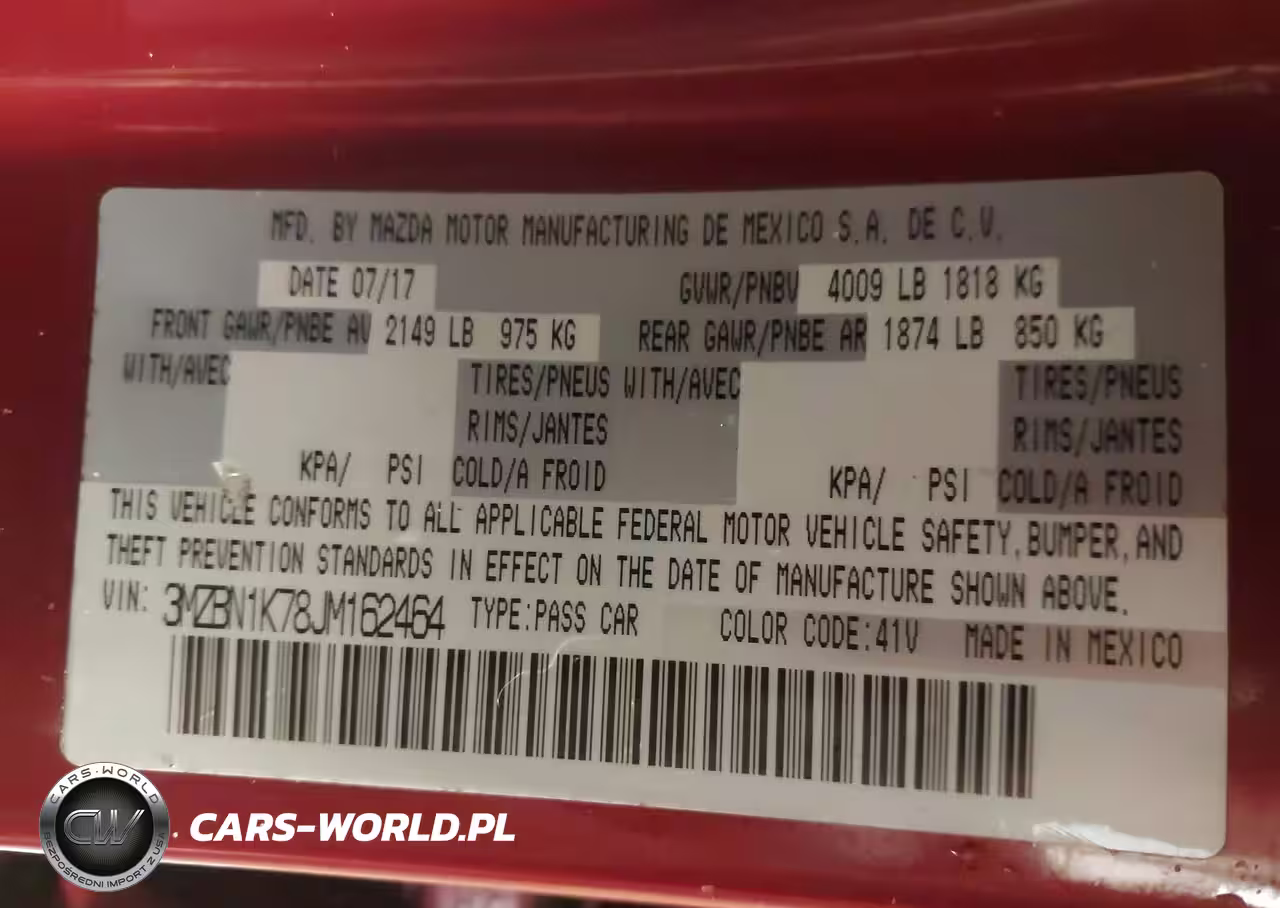 MFD. BY MAZDA MOTOR MANUFACTURING DE MEXICO S.A. DE C.V.
DATE 07/17 GVWR/PNBV 4009 LB 1818 KG
FRONT GAWR/PNBE AV 2149 LB 975 KG REAR GAWR/PNBE AR 1874 LB 850 KG
WITH/AVEC TIRES/PNEUS WITH/AVEC TIRES/PNEUS
RIMS/JANTES RIMS/JANTES
KPA/ PSI COLD/A FROID KPA/ PSI COLD/A FROID
THIS VEHICLE CONFORMS TO ALL APPLICABLE FEDERAL MOTOR VEHICLE SAFETY, BUMPER, AND
THEFT PREVENTION STANDARDS IN EFFECT ON THE DATE OF MANUFACTURE SHOWN ABOVE.
VIN: 3MZBN1K78JM162464 TYPE:PASS CAR COLOR CODE:41V MADE IN MEXICO
CARS-WORLD
CW
BEZPOŚREDNI IMPORT Z USA
CARS-WORLD.PL